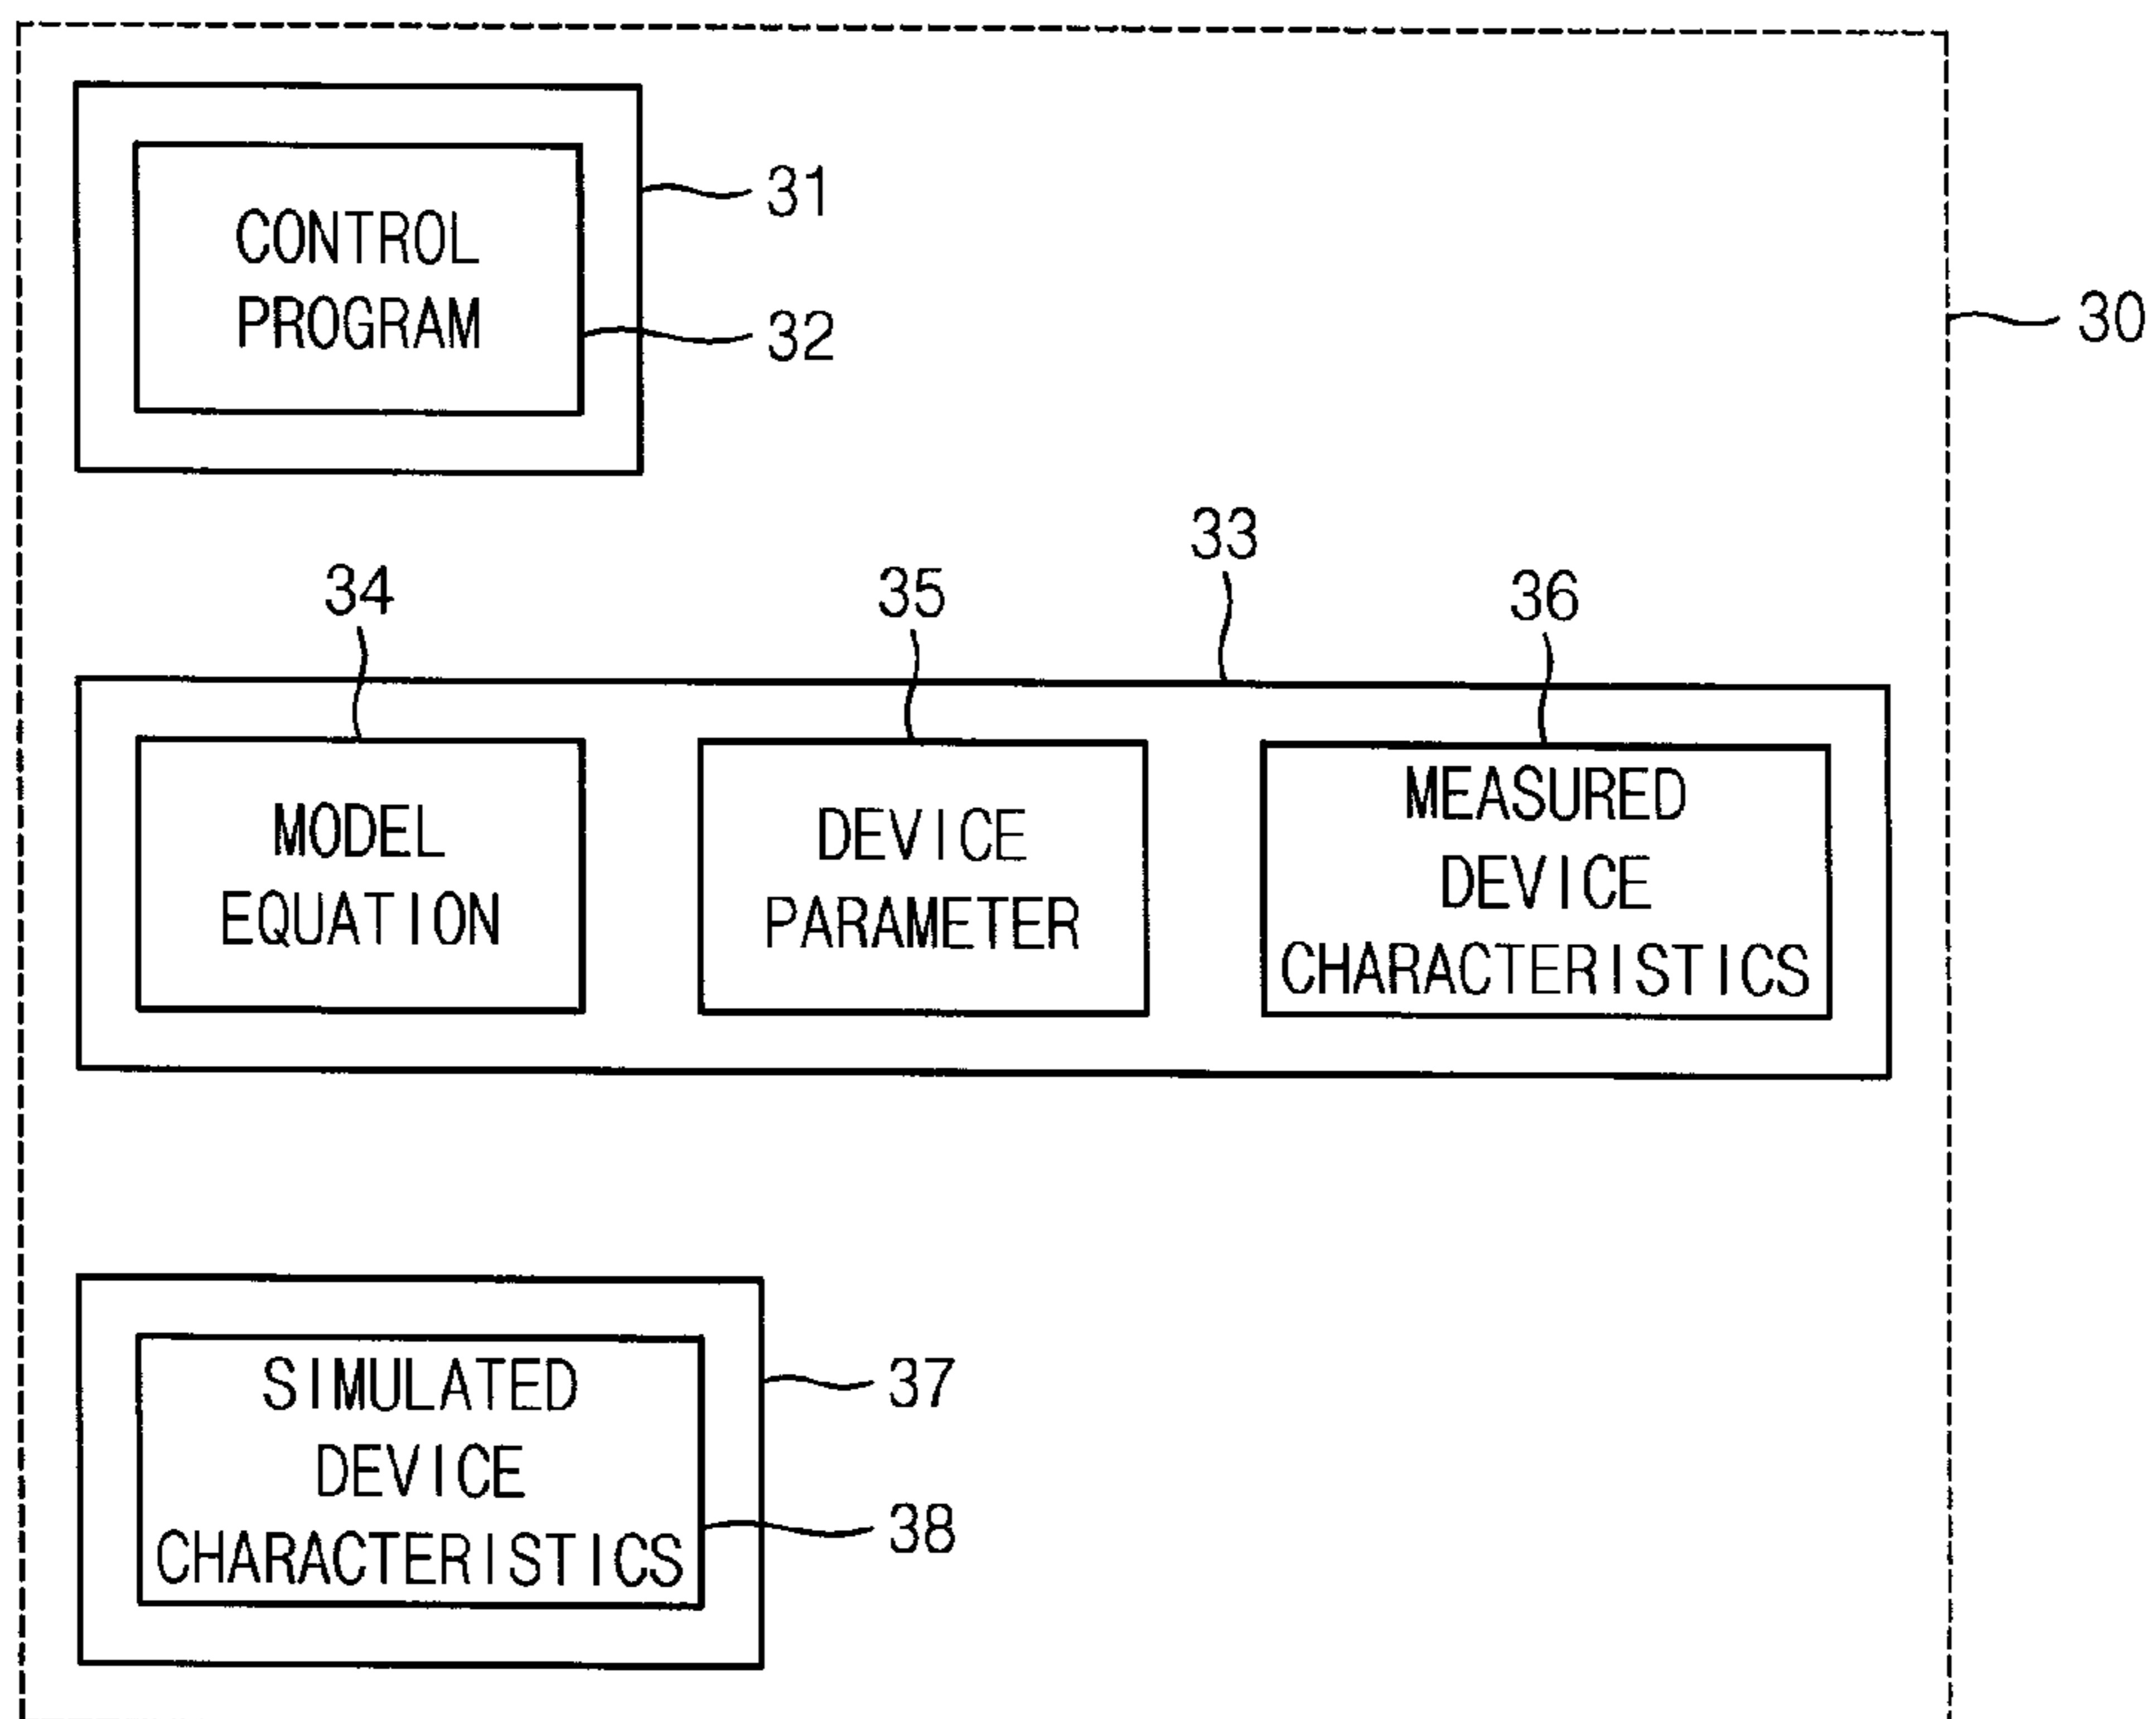 CONTROL
PROGRAM
31
32
30
33
34
35
36
MODEL
EQUATION
DEVICE
PARAMETER
MEASURED
DEVICE
CHARACTERISTICS
SIMULATED
DEVICE
CHARACTERISTICS
37
38